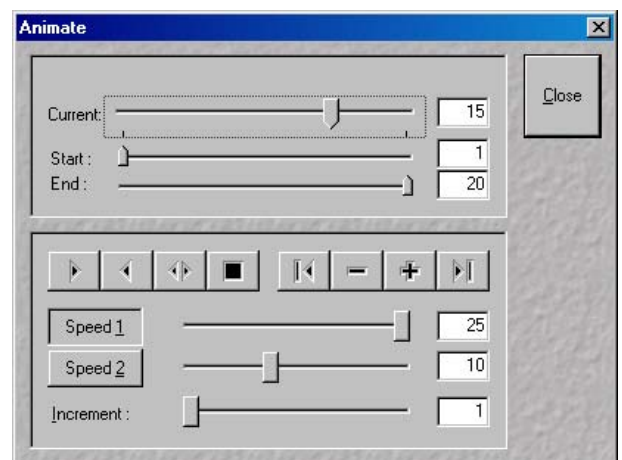 Animate
Close
Current: 15
Start : 1
End : 20
Speed 1 25
Speed 2 10
Increment : 1